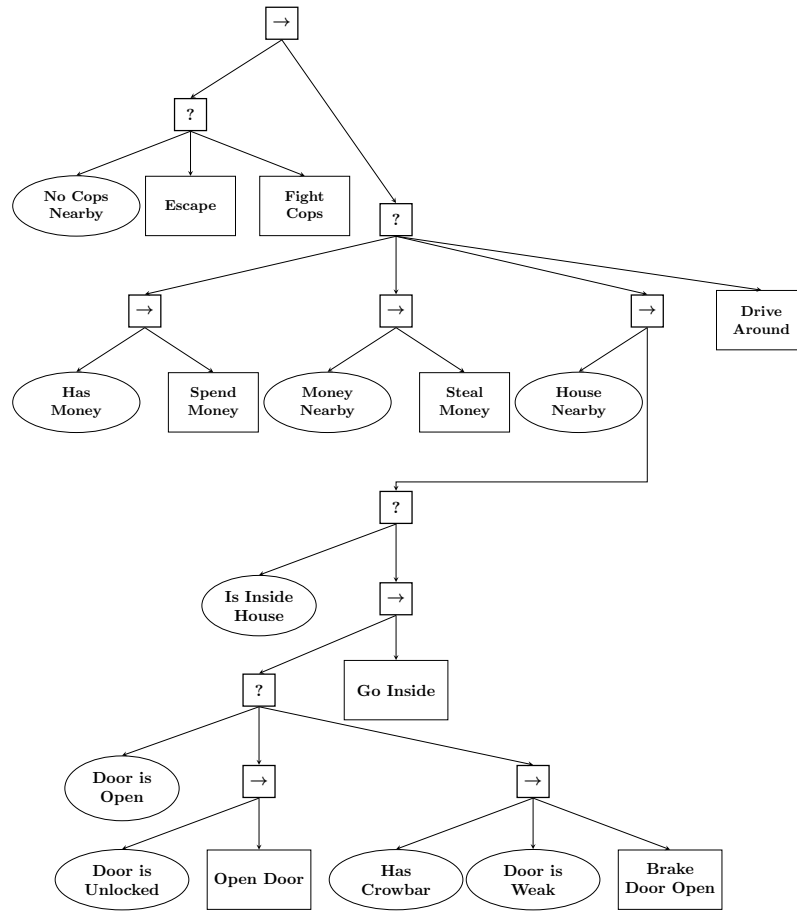 →
?
No Cops
Nearby
Escape
Fight
Cops
?
→
→
→
Drive
Around
Has
Money
Spend
Money
Money
Nearby
Steal
Money
House
Nearby
?
Is Inside
House
→
?
Go Inside
Door is
Open
→
→
Door is
Unlocked
Open Door
Has
Crowbar
Door is
Weak
Brake
Door Open